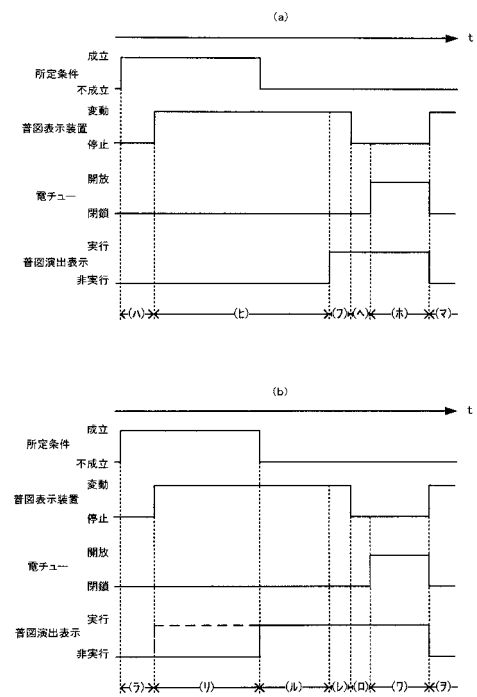 (a)
t
所定条件
成立
不成立
普図表示装置
変動
停止
電チュー
開放
閉鎖
普図演出表示
実行
非実行
(ハ)
(ヒ)
(フ)
(ヘ)
(ホ)
(マ)
(b)
t
所定条件
成立
不成立
普図表示装置
変動
停止
電チュー
開放
閉鎖
普図演出表示
実行
非実行
(ラ)
(リ)
(ル)
(レ)
(ロ)
(ワ)
(ヲ)